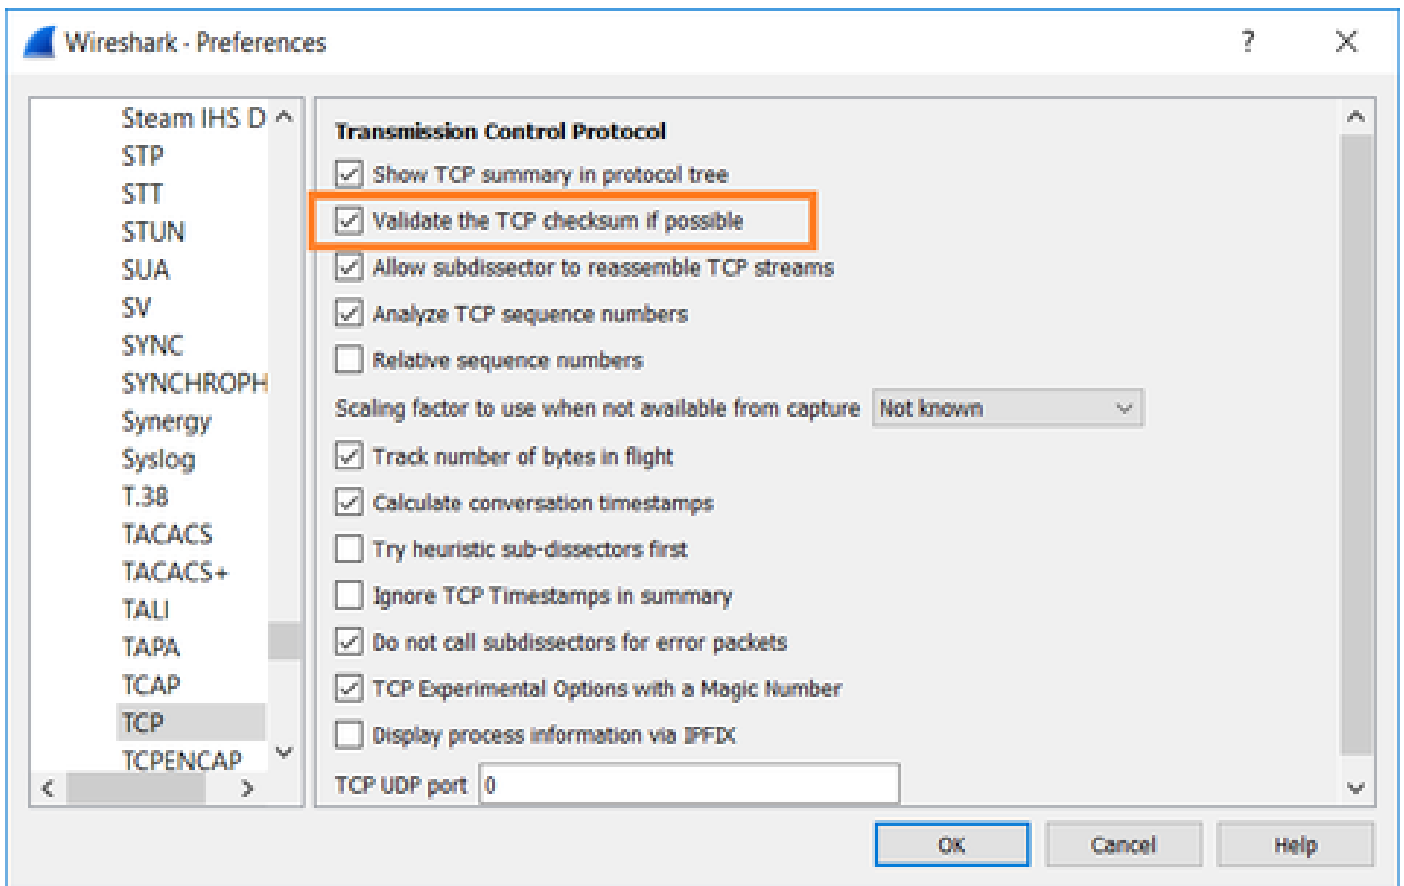 Wireshark - Preferences
?
Steam IHS D
STP
STT
STUN
SUA
SV
SYNC
SYNCHROPH
Synergy
Syslog
T.38
TACACS
TACACS+
TALI
TAPA
TCAP
TCP
TCPENCAP
Transmission Control Protocol
Show TCP summary in protocol tree
Validate the TCP checksum if possible
Allow subdissector to reassemble TCP streams
Analyze TCP sequence numbers
Relative sequence numbers
Scaling factor to use when not available from capture Not known
Track number of bytes in flight
Calculate conversation timestamps
Try heuristic sub-dissectors first
Ignore TCP Timestamps in summary
Do not call subdissectors for error packets
TCP Experimental Options with a Magic Number
Display process information via IPFIX
TCP UDP port 0
OK Cancel Help